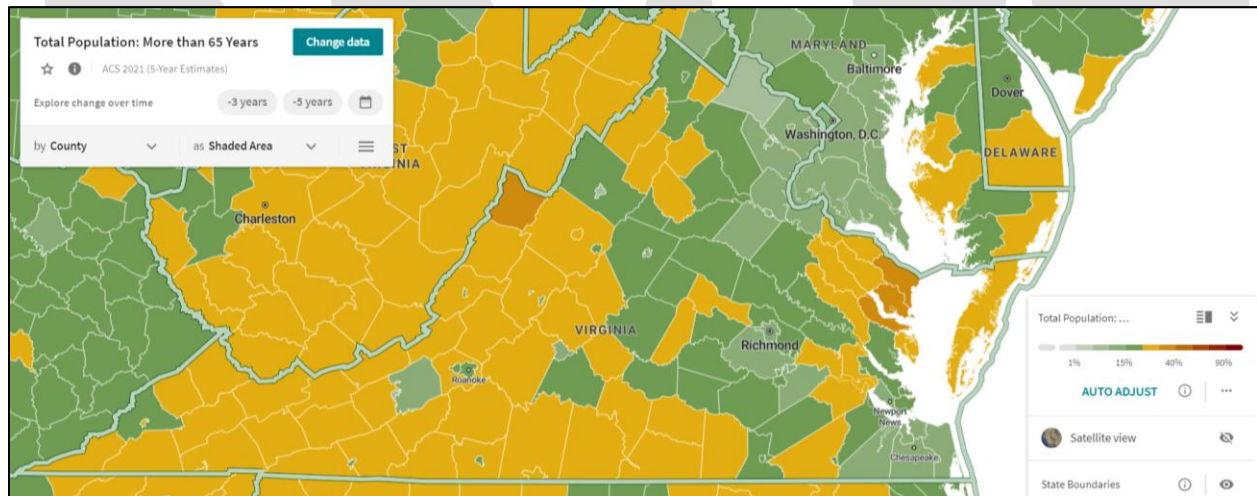 Total Population: More than 65 Years
Change data
ACS 2021 (5-Year Estimates)
Explore change over time
-3 years
-5 years
by County
as Shaded Area
ST
INIA
Charleston
MARYLAND
Baltimore
Dover
Washington, D.C.
DELAWARE
VIRGINIA
Richmond
Roanoke
Newport
News
Chesapeake
Total Population: ...
1% 15% 40% 90%
AUTO ADJUST
Satellite view
State Boundaries